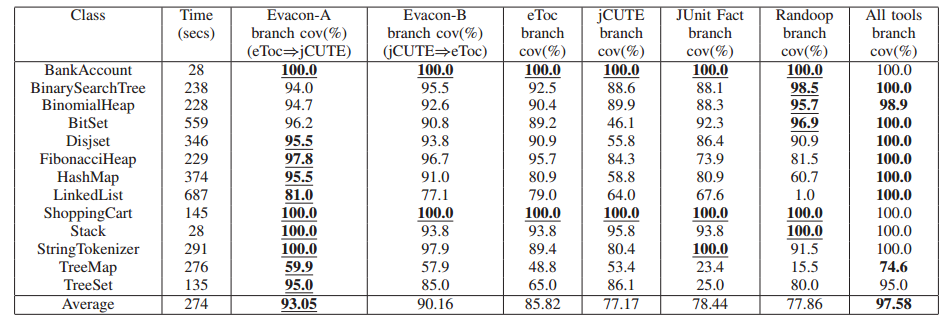 Class Time Evacon-A Evacon-B eToc jCUTE JUnit Fact Randoop All tools
(secs) branch cov(%) branch cov(%) branch branch branch branch branch
(eToc⇒jCUTE) (jCUTE⇒eToc) cov(%) cov(%) cov(%) cov(%) cov(%)
BankAccount 28 100.0 100.0 100.0 100.0 100.0 100.0 100.0
BinarySearchTree 238 94.0 95.5 92.5 88.6 88.1 98.5 100.0
BinomialHeap 228 94.7 92.6 90.4 89.9 88.3 95.7 98.9
BitSet 559 96.2 90.8 89.2 46.1 92.3 96.9 100.0
Disjset 346 95.5 93.8 90.9 55.8 86.4 90.9 100.0
FibonacciHeap 229 97.8 96.7 95.7 84.3 73.9 81.5 100.0
HashMap 374 95.5 91.0 80.9 58.8 80.9 60.7 100.0
LinkedList 687 81.0 77.1 79.0 64.0 67.6 1.0 100.0
ShoppingCart 145 100.0 100.0 100.0 100.0 100.0 100.0 100.0
Stack 28 100.0 93.8 93.8 95.8 93.8 100.0 100.0
StringTokenizer 291 100.0 97.9 89.4 80.4 100.0 91.5 100.0
TreeMap 276 59.9 57.9 48.8 53.4 23.4 15.5 74.6
TreeSet 135 95.0 85.0 65.0 86.1 25.0 80.0 95.0
Average 274 93.05 90.16 85.82 77.17 78.44 77.86 97.58